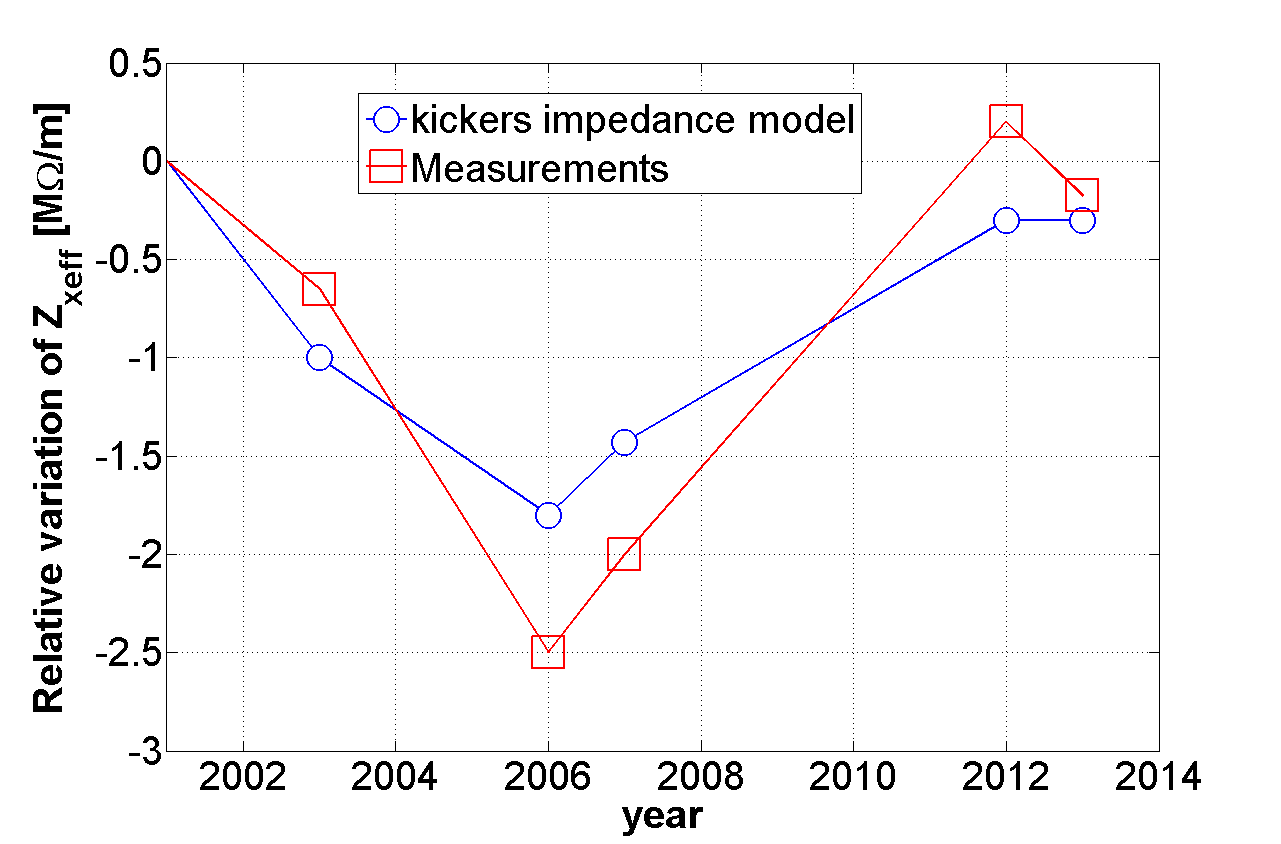 0.5
0
-0.5
-1
-1.5
-2
-2.5
-3
Relative variation of Zxeff [MΩ/m]
kickers impedance model
Measurements
2002 2004 2006 2008 2010 2012 2014
year